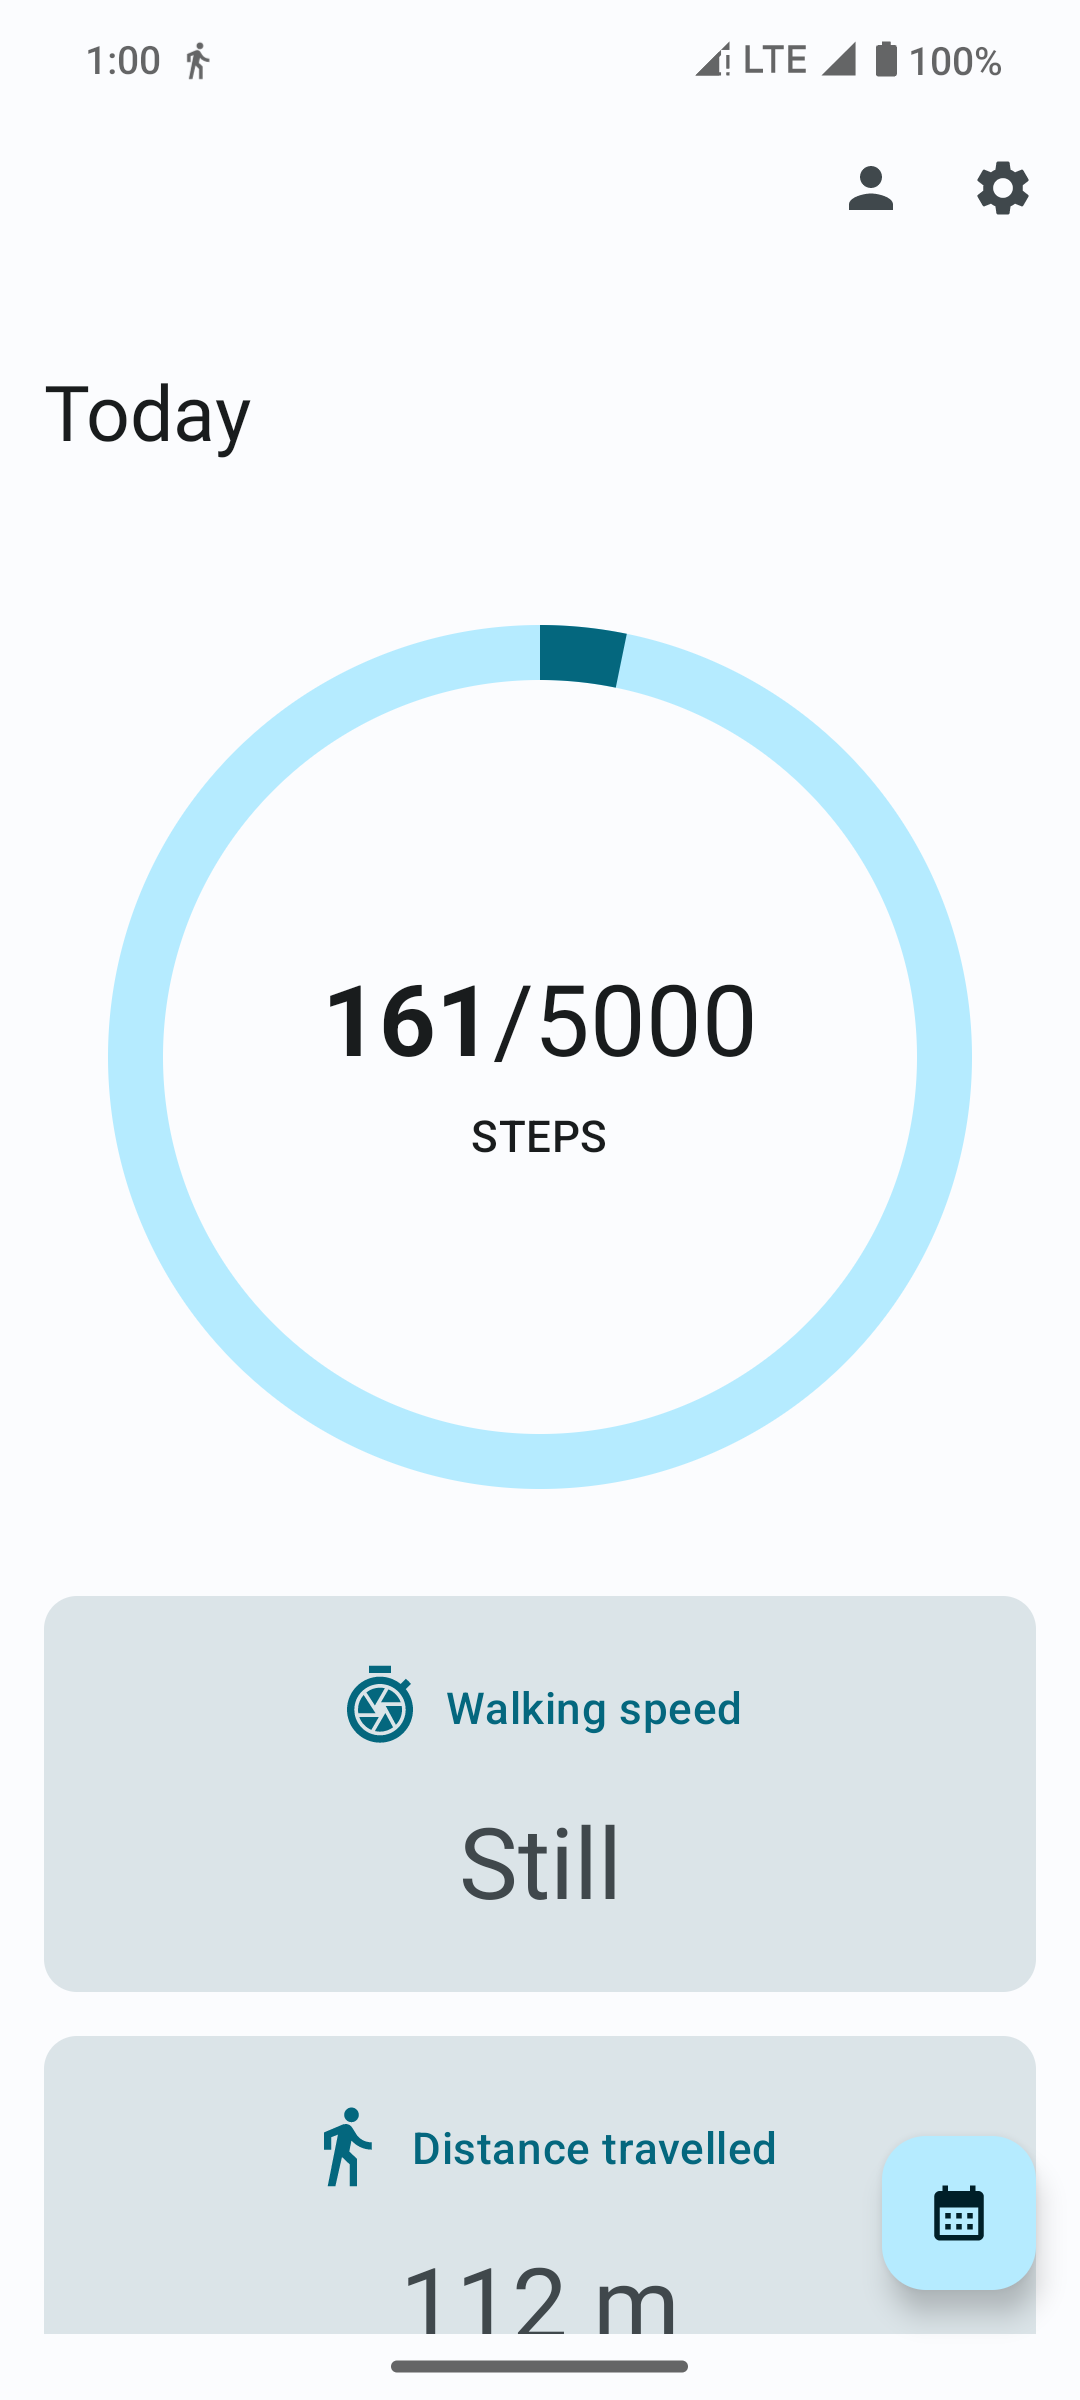 1:00 LTE 100%
Today
161/5000
STEPS
Walking speed
Still
Distance travelled
112 m